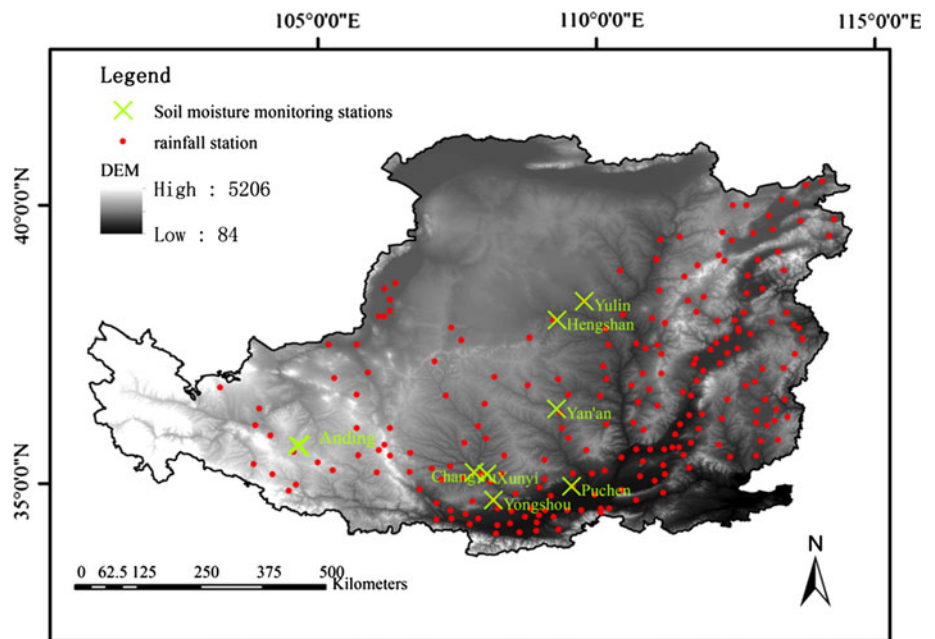 105°0'0"E 110°0'0"E 115°0'0"E
Legend
Soil moisture monitoring stations
rainfall station
DEM
High : 5206
Low : 84
40°0'0"N
35°0'0"N
Yulin
Hengshan
Yan'an
Anding
Chang Xunyi
Puchen
Yongshou
N
0 62.5 125 250 375 500
Kilometers